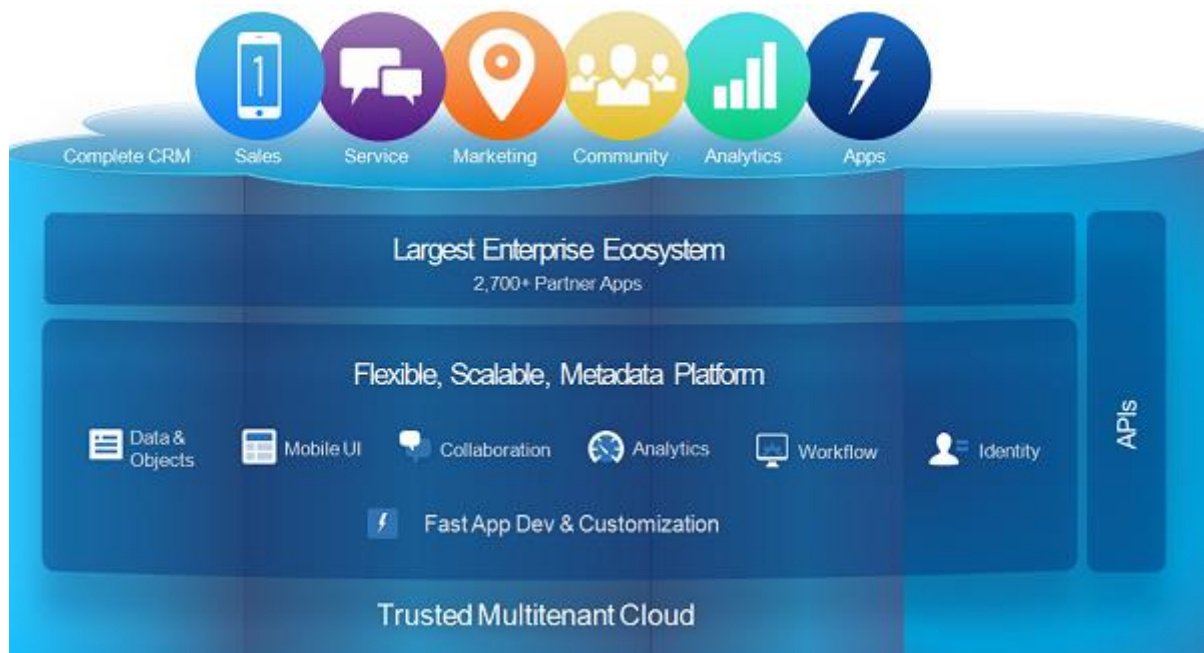 1
Complete CRM
Sales
Service
Marketing
Community
Analytics
Apps
Largest Enterprise Ecosystem
2,700+ Partner Apps
Flexible, Scalable, Metadata Platform
Data &
Objects
Mobile UI
Collaboration
Analytics
Workflow
Identity
Fast App Dev & Customization
APIs
Trusted Multitenant Cloud